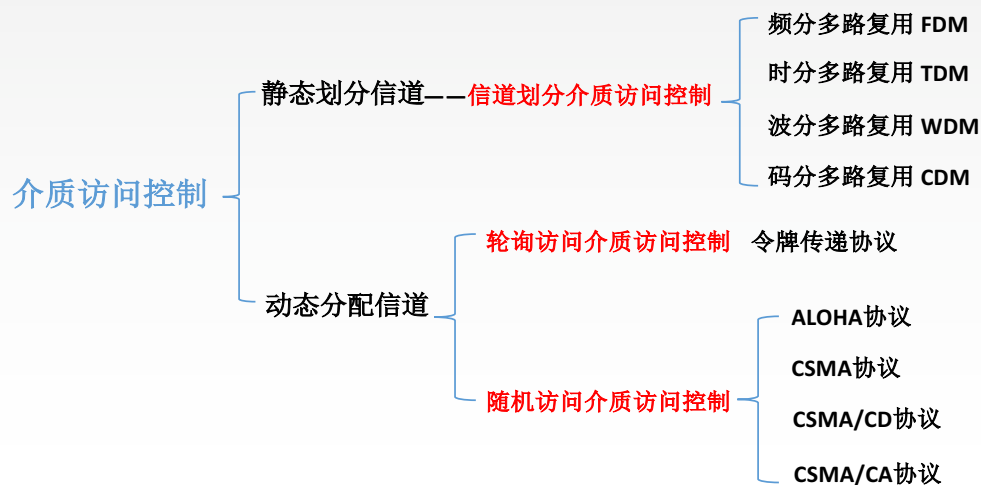 介质访问控制
静态划分信道——信道划分介质访问控制
频分多路复用 FDM
时分多路复用 TDM
波分多路复用 WDM
码分多路复用 CDM
动态分配信道
轮询访问介质访问控制 令牌传递协议
随机访问介质访问控制
ALOHA协议
CSMA协议
CSMA/CD协议
CSMA/CA协议